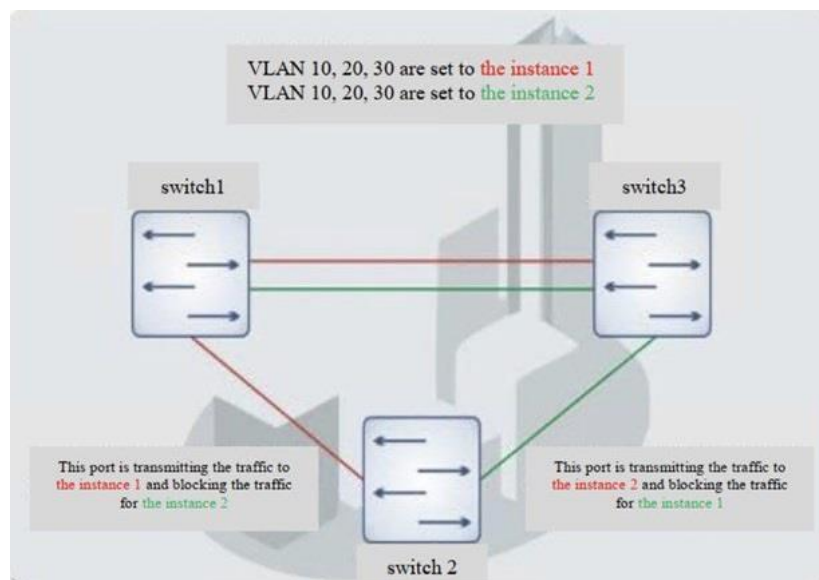 VLAN 10, 20, 30 are set to the instance 1
VLAN 10, 20, 30 are set to the instance 2
switch1
switch3
This port is transmitting the traffic to
the instance 1 and blocking the traffic
for the instance 2
This port is transmitting the traffic to
the instance 2 and blocking the traffic
for the instance 1
switch 2